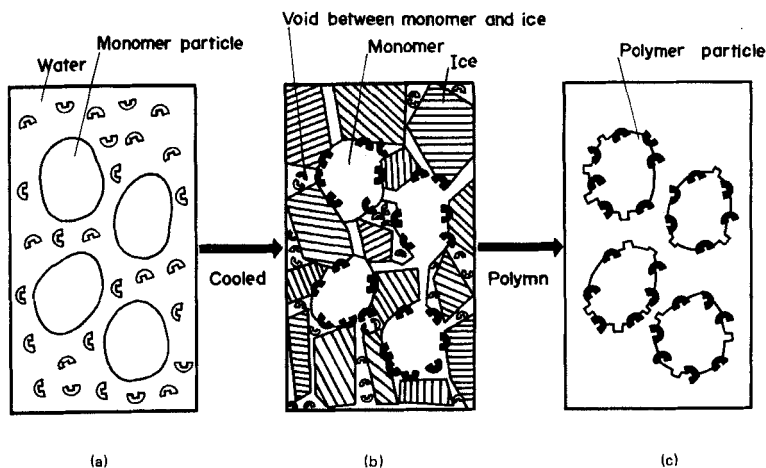 Void between monomer and ice
Monomer particle
Monomer
Polymer particle
Water
Ice
Cooled
Polymn
(a)
(b)
(c)